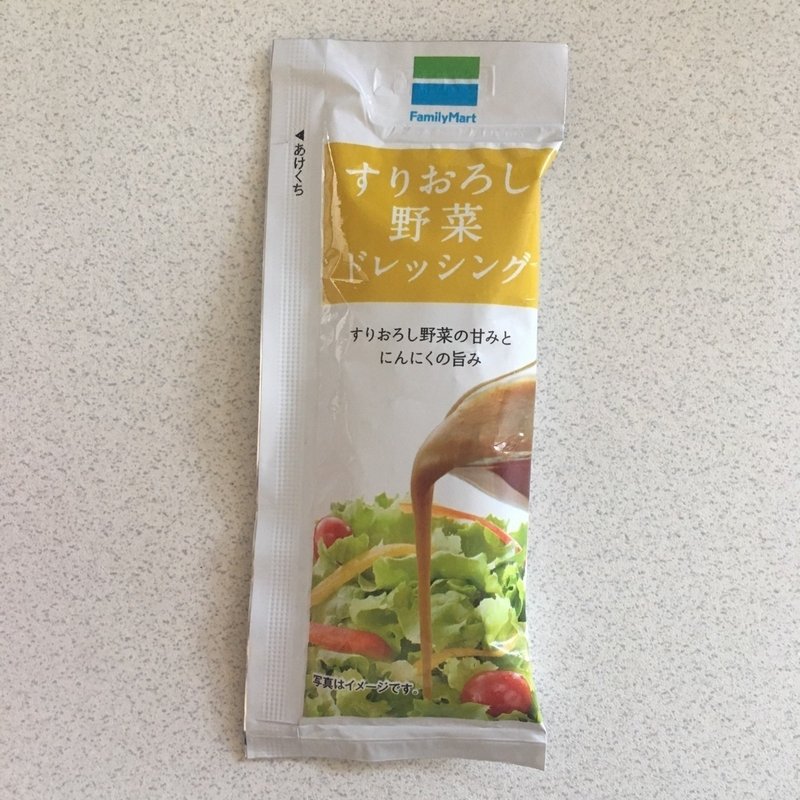 FamilyMart
◀あけくち
すりおろし
野菜
ドレッシング
すりおろし野菜の甘みと
にんにくの旨み
写真はイメージです。